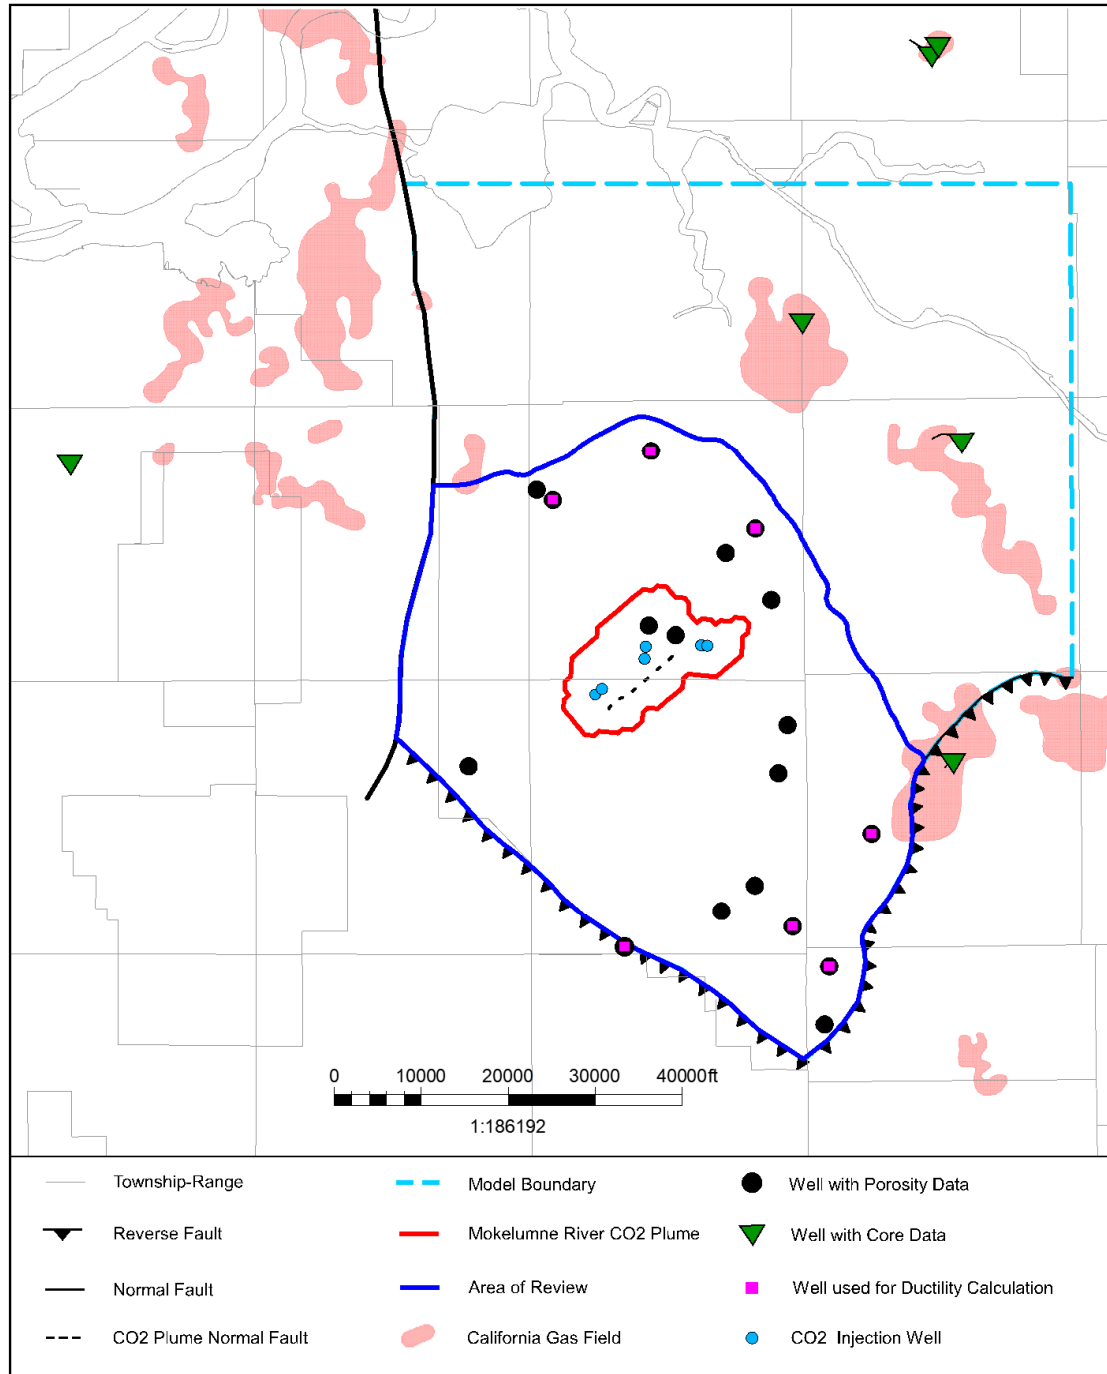 0 10000 20000 30000 40000ft
1:186192
Township-Range
Model Boundary
Well with Porosity Data
Reverse Fault
Mokelumne River CO2 Plume
Well with Core Data
Normal Fault
Area of Review
Well used for Ductility Calculation
CO2 Plume Normal Fault
California Gas Field
CO2 Injection Well